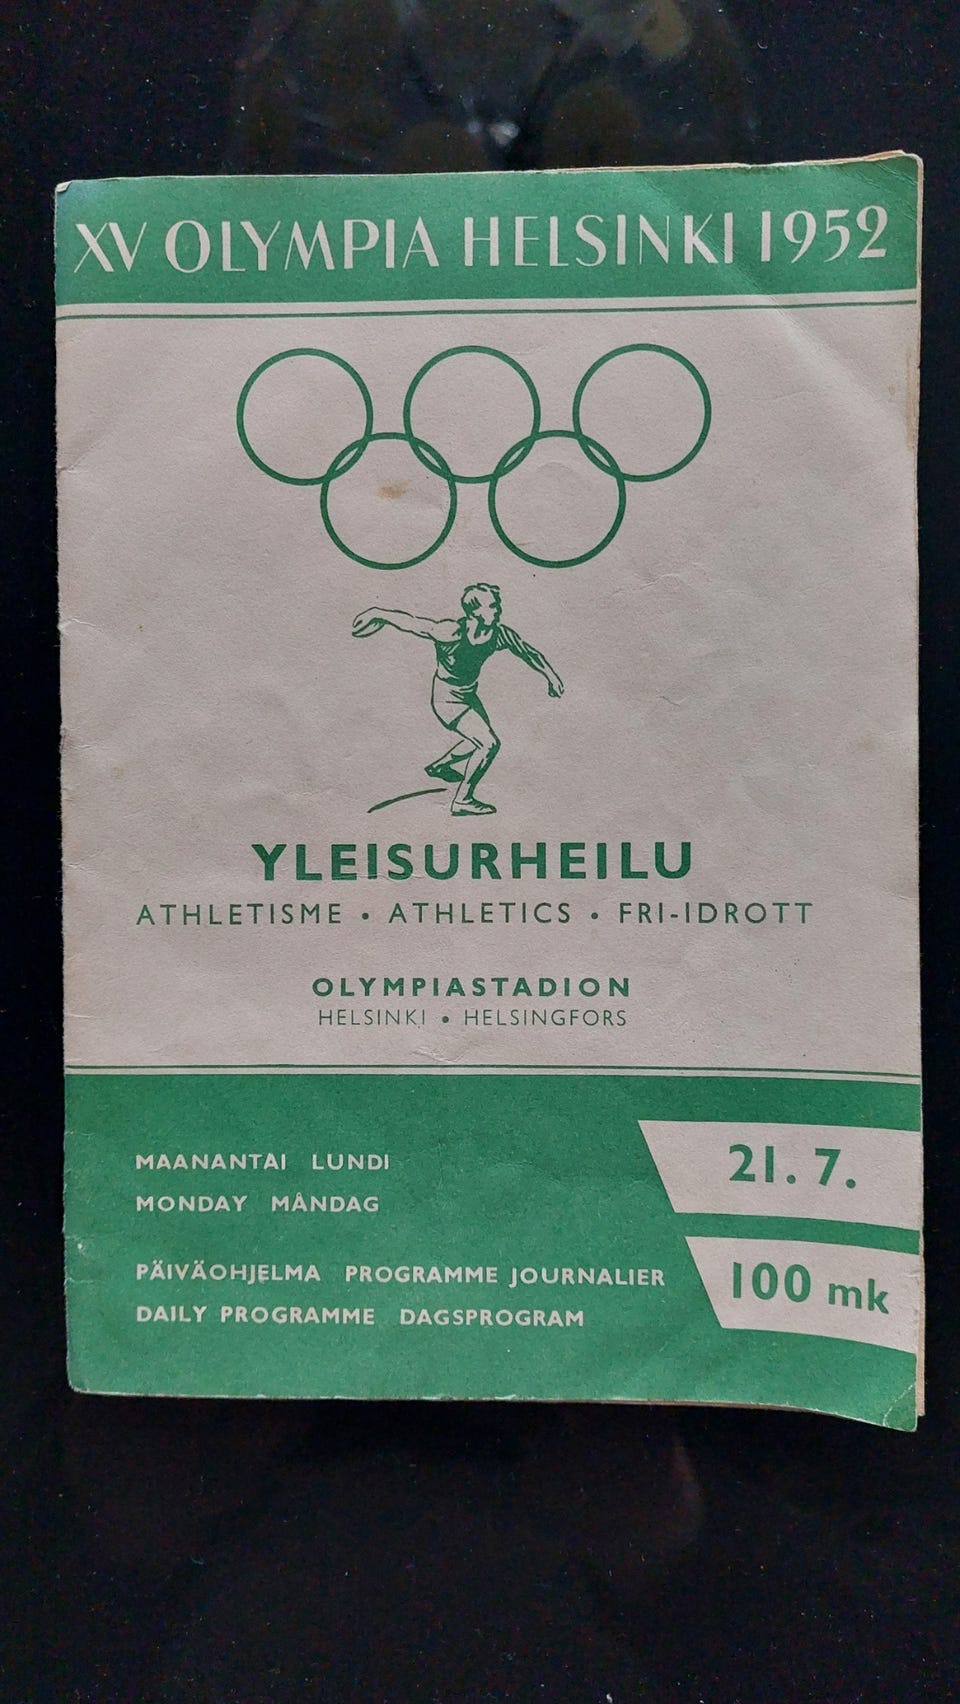 XV OLYMPIA HELSINKI 1952
YLEISURHEILU
ATHLETISME • ATHLETICS • FRI-IDROTT
OLYMPIASTADION
HELSINKI • HELSINGFORS
MAANANTAI LUNDI
MONDAY MÅNDAG
21. 7.
PÄIVÄOHJELMA PROGRAMME JOURNALIER
DAILY PROGRAMME DAGSPROGRAM
100 mk